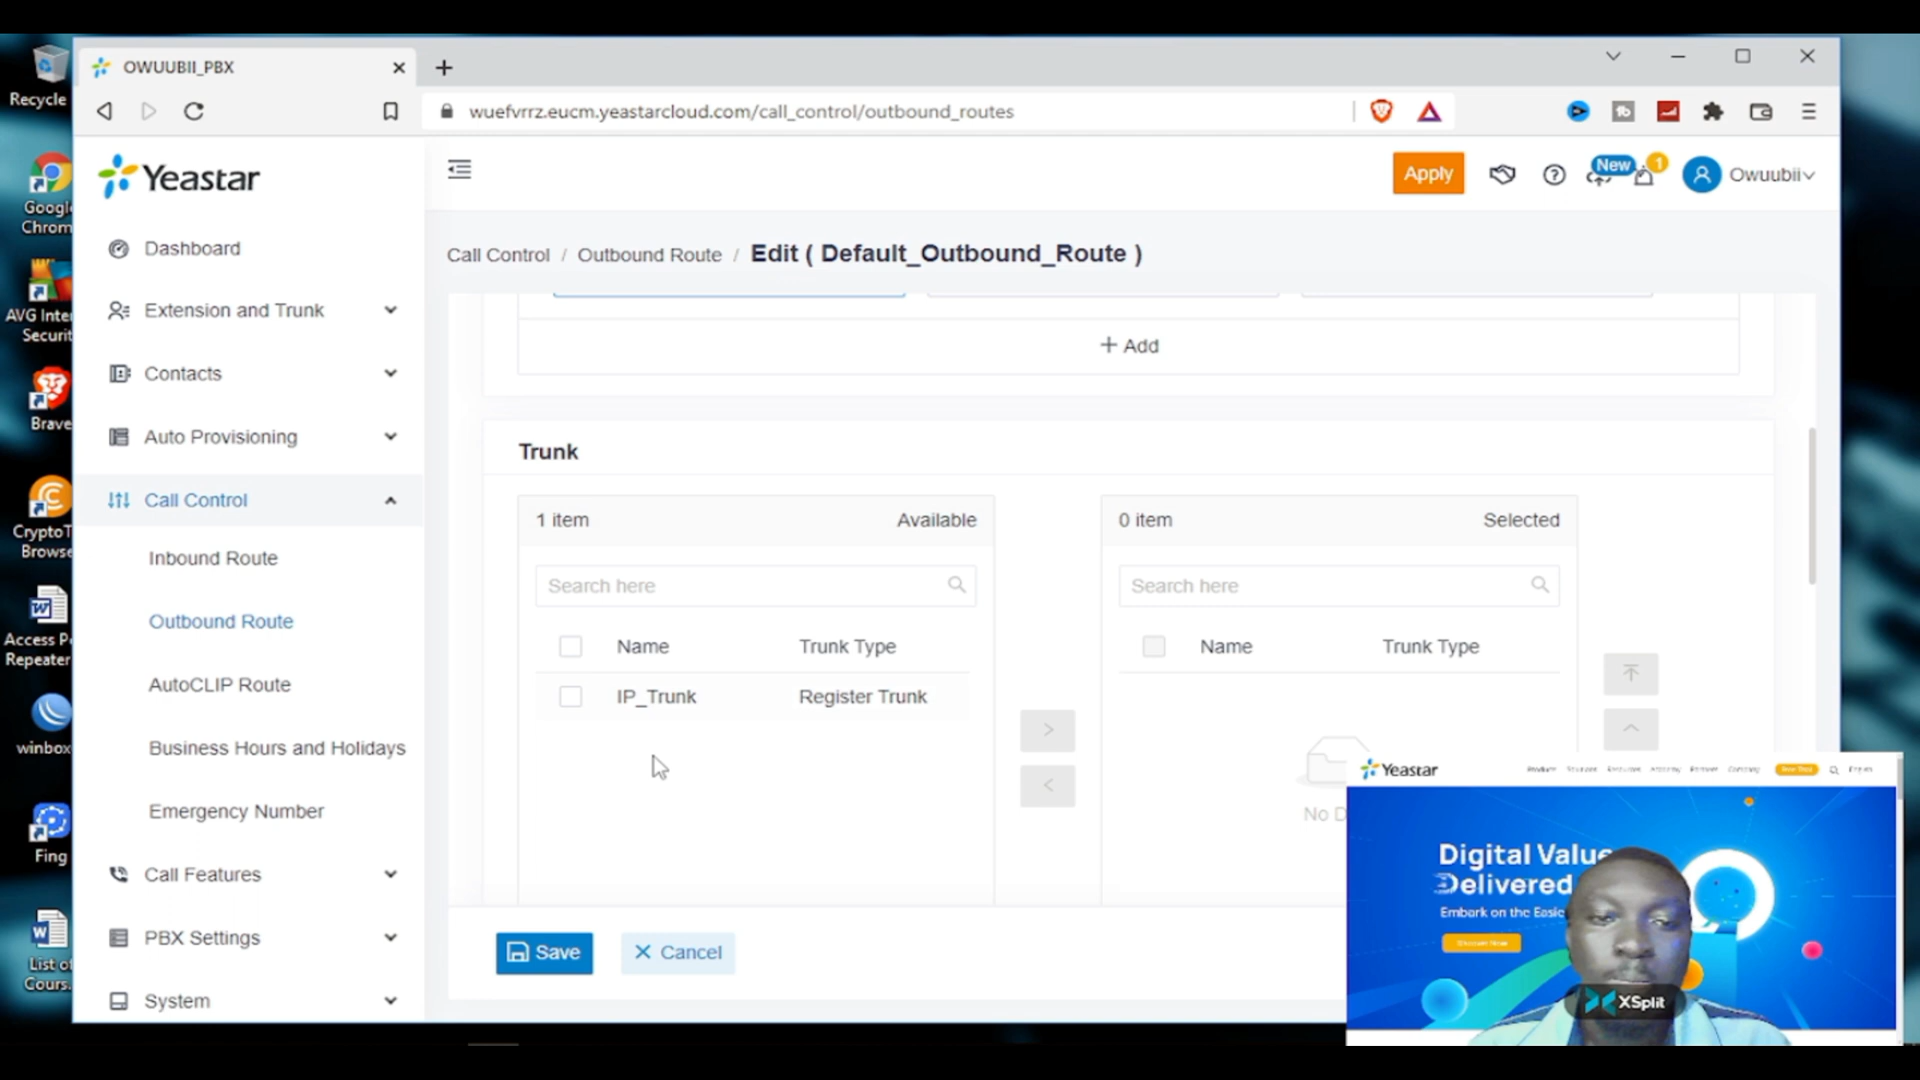 OWUUBII_PBX
wuefvrrz.eucm.yeastarcloud.com/call_control/outbound_routes
Recycle
Google
Chrom
AVG Inte
Securit
Brave
CryptoT
Browse
Access P
Repeater
winbox
Fing
List of
Cours.
Yeastar
Dashboard
Extension and Trunk
Contacts
Auto Provisioning
Call Control
Inbound Route
Outbound Route
AutoCLIP Route
Business Hours and Holidays
Emergency Number
Call Features
PBX Settings
System
Apply
New
1
Owuubii
Call Control / Outbound Route / Edit ( Default_Outbound_Route )
+ Add
Trunk
1 item Available
Search here
Name Trunk Type
IP_Trunk Register Trunk
0 item Selected
Search here
Name Trunk Type
No D
Save
Cancel
Yeastar
Digital Value
Delivered
Embark on the Easie
XSplit